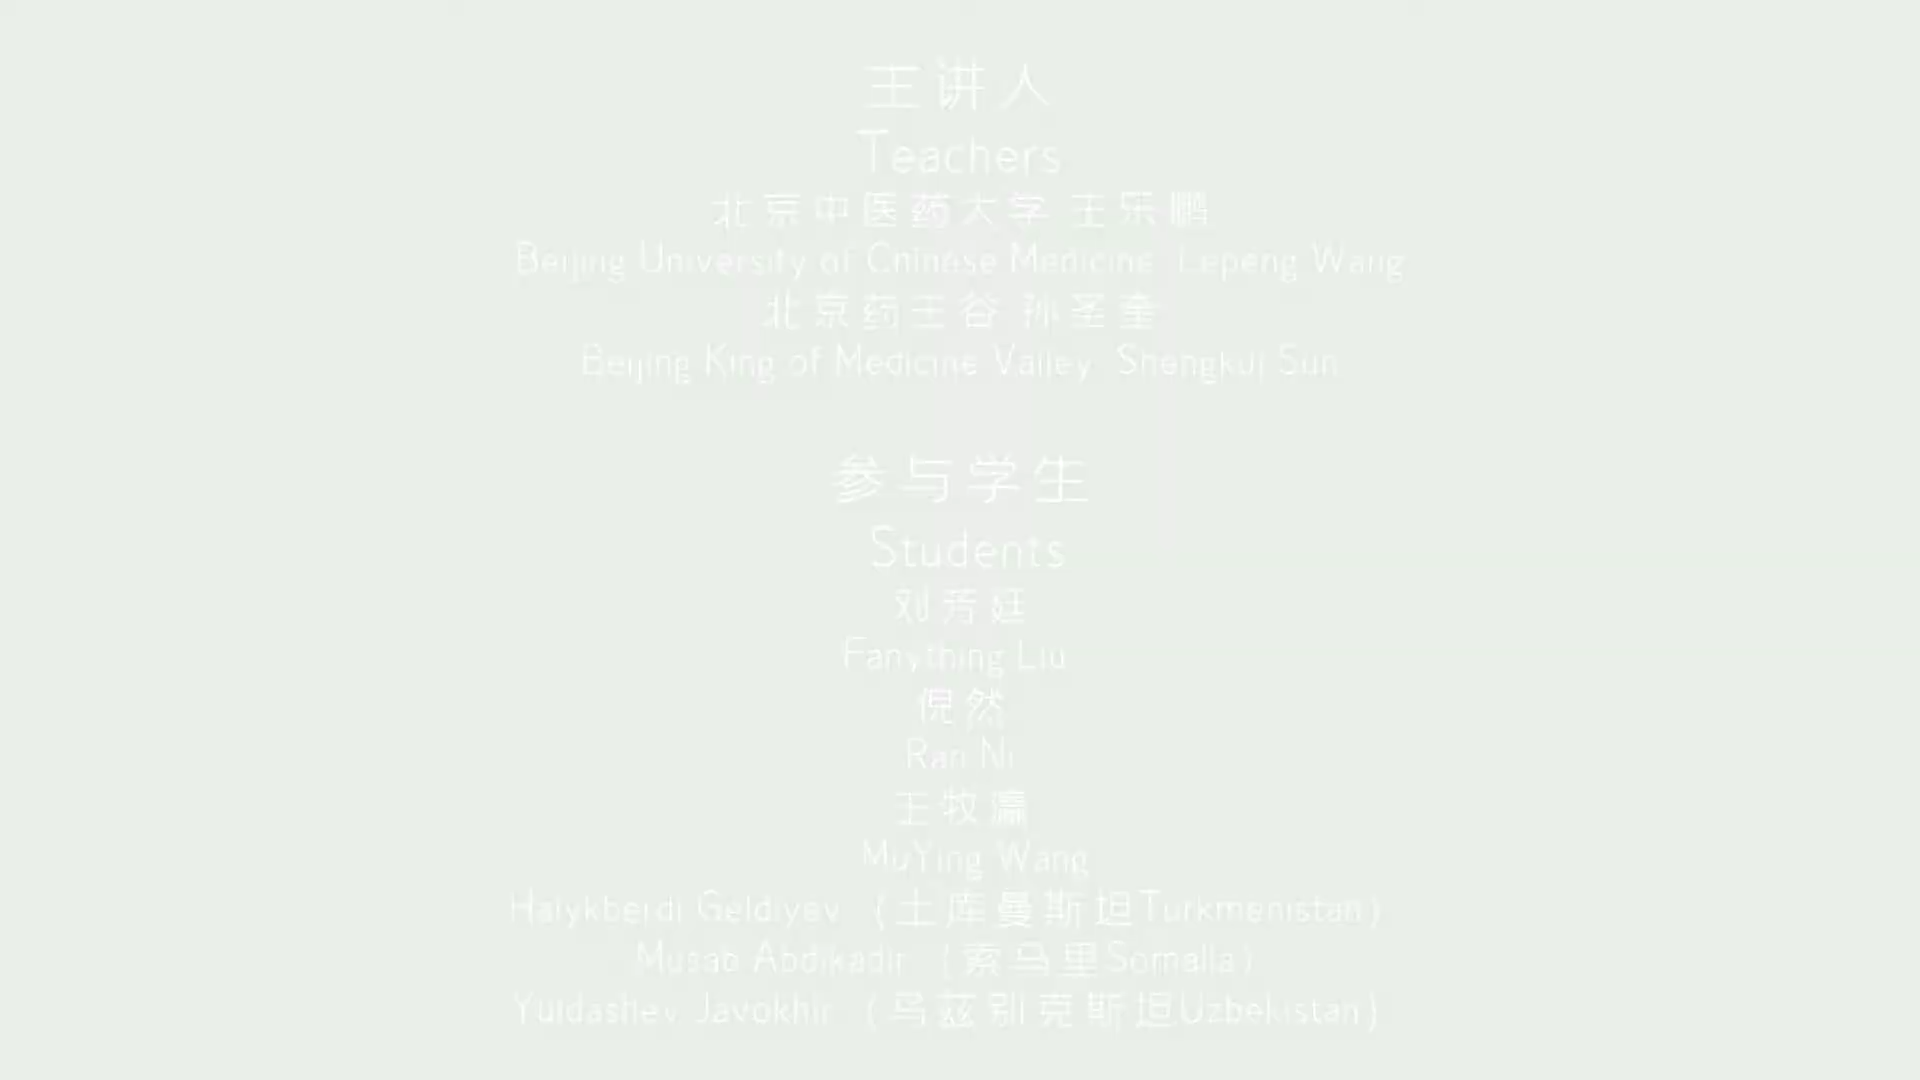 主讲人
Teachers
北京中医药大学 王乐鹏
Beijing University of Chinese Medicine Lepeng Wang
北京药王谷 孙圣奎
Beijing King of Medicine Valley Shengkui Sun
参与学生
Students
刘芳廷
Fanything Liu
倪然
Ran Ni
王牧瀛
MuYing Wang
Halykberdi Geldiyev (土库曼斯坦Turkmenistan)
Musab Abdikadir (索马里Somalia)
Yuldashev Javokhir (乌兹别克斯坦Uzbekistan)